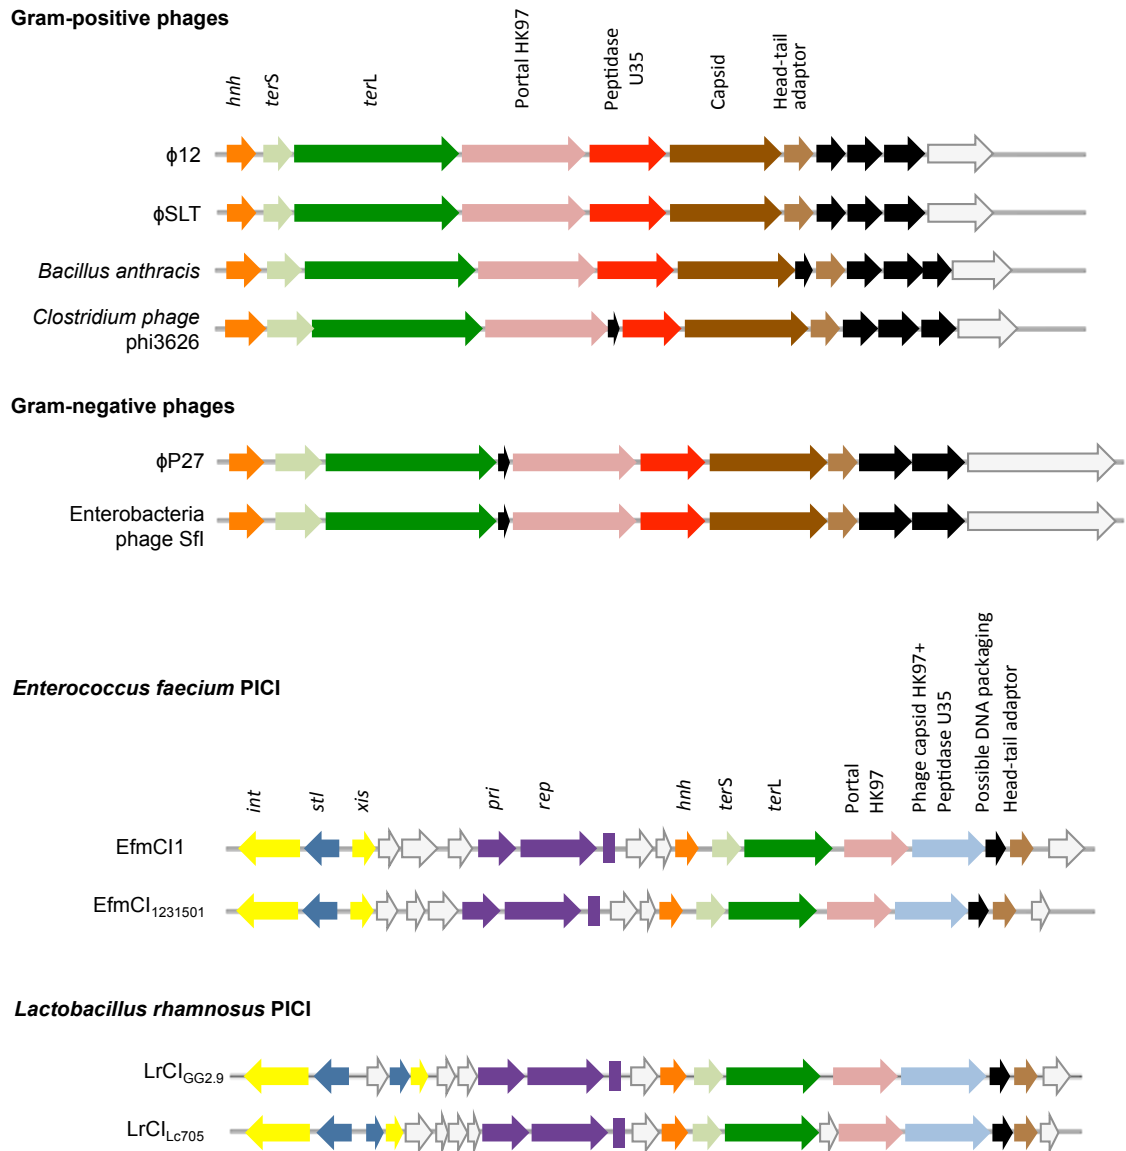 Gram-positive phages
hnh
terS
terL
Portal HK97
Peptidase
U35
Capsid
Head-tail
adaptor
ϕ12
ϕSLT
Bacillus anthracis
Clostridium phage
phi3626
Gram-negative phages
ϕP27
Enterobacteria
phage SfI
Enterococcus faecium PICI
int
stl
xis
pri
rep
hnh
terS
terL
Portal
HK97
Phage capsid HK97+
Peptidase U35
Possible DNA packaging
Head-tail adaptor
EfmCI1
EfmCI1231501
Lactobacillus rhamnosus PICI
LrCIGG2.9
LrCILc705